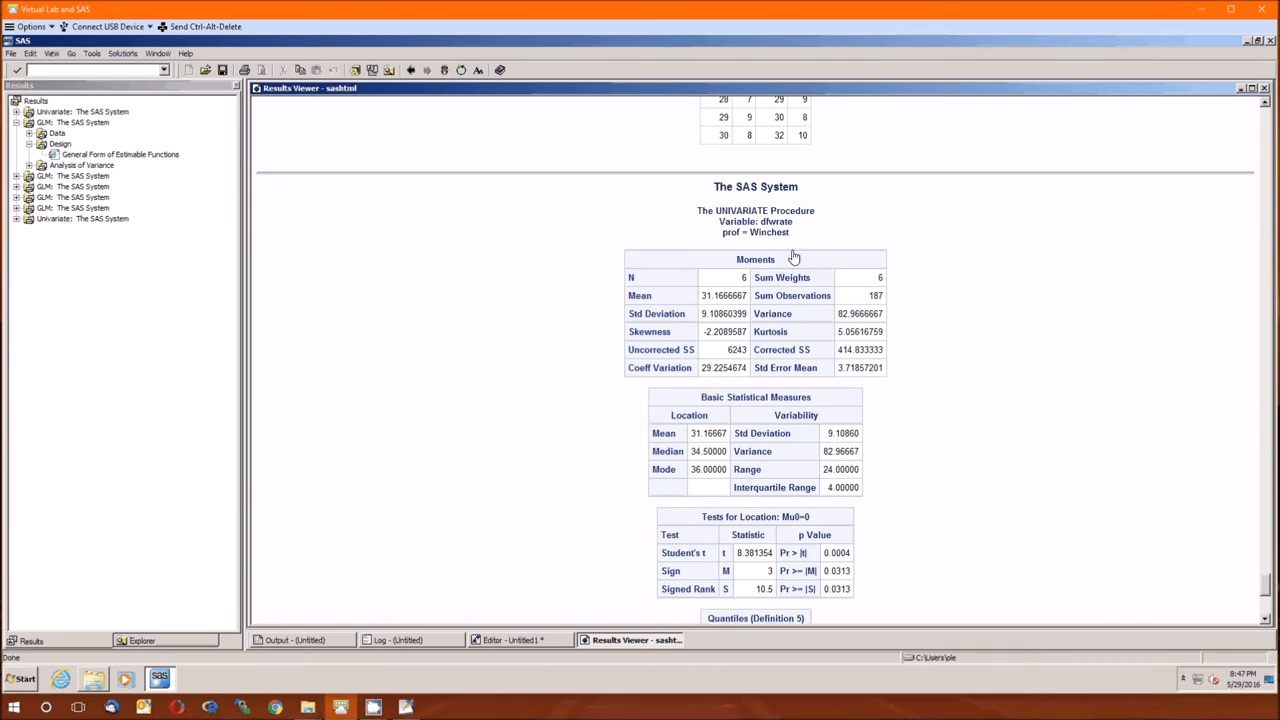 Virtual Lab and SAS
Options Connect USB Device Send Ctrl-Alt-Delete
SAS
File Edit View Go Tools Solutions Window Help
Results
Results
Univariate: The SAS System
GLM: The SAS System
Data
Design
General Form of Estimable Functions
Analysis of Variance
GLM: The SAS System
GLM: The SAS System
GLM: The SAS System
GLM: The SAS System
Univariate: The SAS System
Results Viewer - sashtml
28 7 29 9
29 9 30 8
30 8 32 10
The SAS System
The UNIVARIATE Procedure
Variable: dfwrate
prof = Winchest
Moments
N 6 Sum Weights 6
Mean 31.1666667 Sum Observations 187
Std Deviation 9.10860399 Variance 82.9666667
Skewness -2.2089587 Kurtosis 5.05616759
Uncorrected SS 6243 Corrected SS 414.833333
Coeff Variation 29.2254674 Std Error Mean 3.71857201
Basic Statistical Measures
Location Variability
Mean 31.16667 Std Deviation 9.10860
Median 34.50000 Variance 82.96667
Mode 36.00000 Range 24.00000
Interquartile Range 4.00000
Tests for Location: Mu0=0
Test Statistic p Value
Student's t t 8.381354 Pr > |t| 0.0004
Sign M 3 Pr >= |M| 0.0313
Signed Rank S 10.5 Pr >= |S| 0.0313
Quantiles (Definition 5)
Results Explorer
Output - (Untitled) Log - (Untitled) Editor - Untitled1 * Results Viewer - sasht...
Done C:\Users\ple
Start sas 8:47 PM
5/29/2016